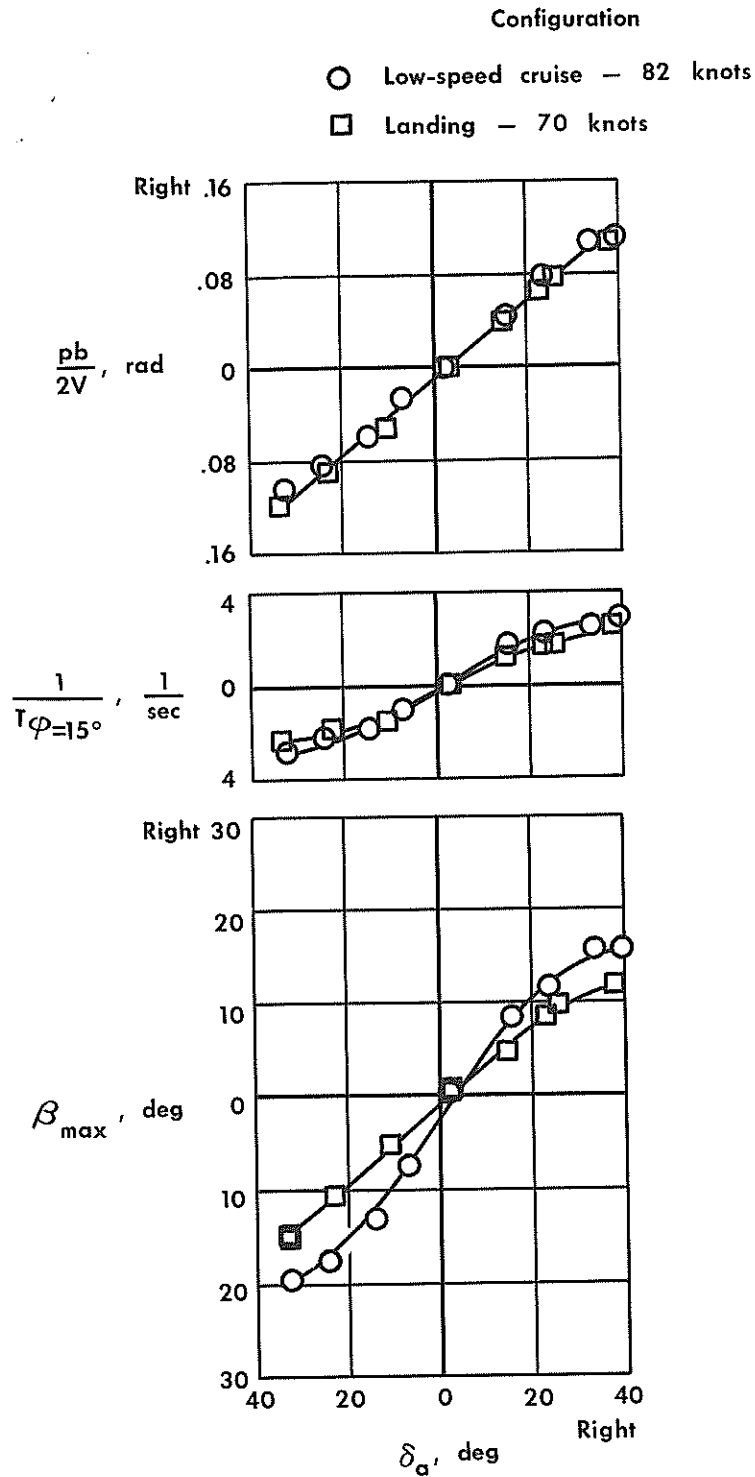 Configuration
Low-speed cruise — 82 knots
Landing — 70 knots
Right .16
.08
pb/2V, rad
0
.08
.16
4
1/Tφ=15°, 1/sec
0
4
Right 30
20
10
0
βmax, deg
10
20
30
40 20 0 20 40
Right
δa, deg